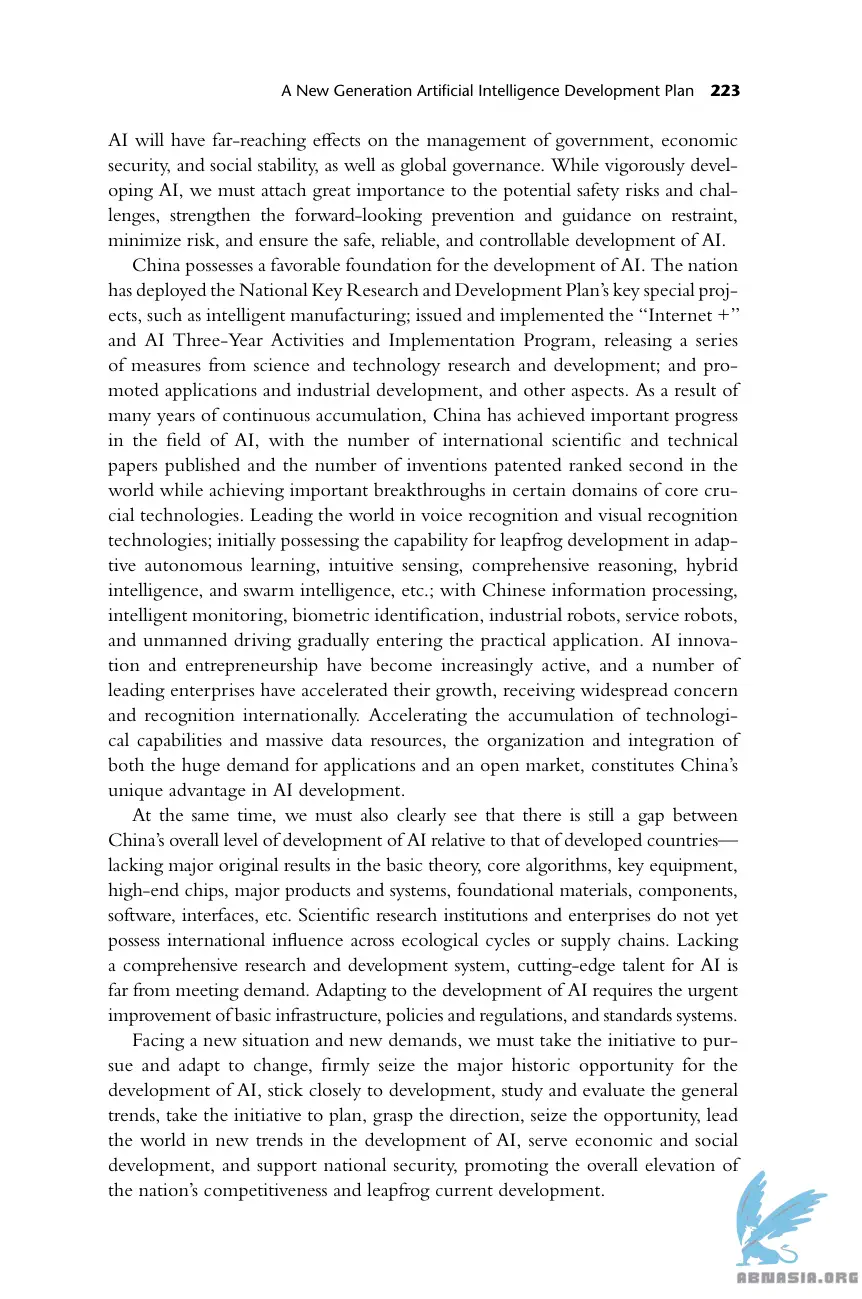 A New Generation Artificial Intelligence Development Plan 223
AI will have far-reaching effects on the management of government, economic
security, and social stability, as well as global governance. While vigorously devel-
oping AI, we must attach great importance to the potential safety risks and chal-
lenges, strengthen the forward-looking prevention and guidance on restraint,
minimize risk, and ensure the safe, reliable, and controllable development of AI.
China possesses a favorable foundation for the development of AI. The nation
has deployed the National Key Research and Development Plan’s key special proj-
ects, such as intelligent manufacturing; issued and implemented the “Internet +”
and AI Three-Year Activities and Implementation Program, releasing a series
of measures from science and technology research and development; and pro-
moted applications and industrial development, and other aspects. As a result of
many years of continuous accumulation, China has achieved important progress
in the field of AI, with the number of international scientific and technical
papers published and the number of inventions patented ranked second in the
world while achieving important breakthroughs in certain domains of core cru-
cial technologies. Leading the world in voice recognition and visual recognition
technologies; initially possessing the capability for leapfrog development in adap-
tive autonomous learning, intuitive sensing, comprehensive reasoning, hybrid
intelligence, and swarm intelligence, etc.; with Chinese information processing,
intelligent monitoring, biometric identification, industrial robots, service robots,
and unmanned driving gradually entering the practical application. AI innova-
tion and entrepreneurship have become increasingly active, and a number of
leading enterprises have accelerated their growth, receiving widespread concern
and recognition internationally. Accelerating the accumulation of technologi-
cal capabilities and massive data resources, the organization and integration of
both the huge demand for applications and an open market, constitutes China’s
unique advantage in AI development.
At the same time, we must also clearly see that there is still a gap between
China’s overall level of development of AI relative to that of developed countries—
lacking major original results in the basic theory, core algorithms, key equipment,
high-end chips, major products and systems, foundational materials, components,
software, interfaces, etc. Scientific research institutions and enterprises do not yet
possess international influence across ecological cycles or supply chains. Lacking
a comprehensive research and development system, cutting-edge talent for AI is
far from meeting demand. Adapting to the development of AI requires the urgent
improvement of basic infrastructure, policies and regulations, and standards systems.
Facing a new situation and new demands, we must take the initiative to pur-
sue and adapt to change, firmly seize the major historic opportunity for the
development of AI, stick closely to development, study and evaluate the general
trends, take the initiative to plan, grasp the direction, seize the opportunity, lead
the world in new trends in the development of AI, serve economic and social
development, and support national security, promoting the overall elevation of
the nation’s competitiveness and leapfrog current development.
ABNASIA.ORG